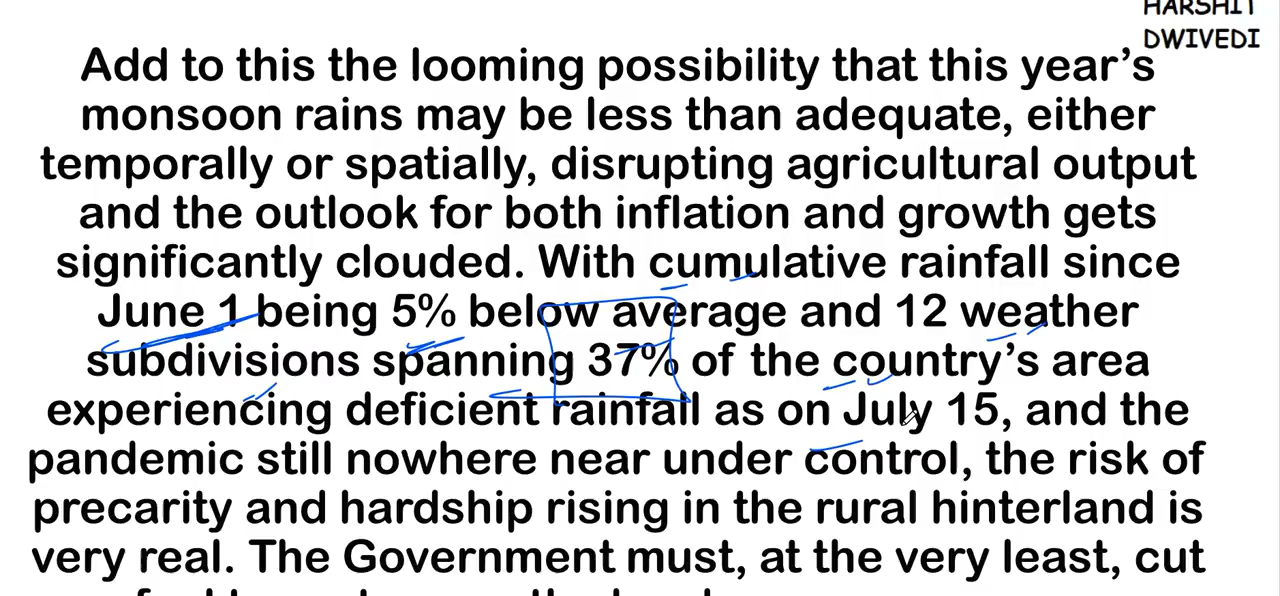 HARSHIT
DWIVEDI
Add to this the looming possibility that this year's
monsoon rains may be less than adequate, either
temporally or spatially, disrupting agricultural output
and the outlook for both inflation and growth gets
significantly clouded. With cumulative rainfall since
June 1 being 5% below average and 12 weather
subdivisions spanning 37% of the country's area
experiencing deficient rainfall as on July 15, and the
pandemic still nowhere near under control, the risk of
precarity and hardship rising in the rural hinterland is
very real. The Government must, at the very least, cut